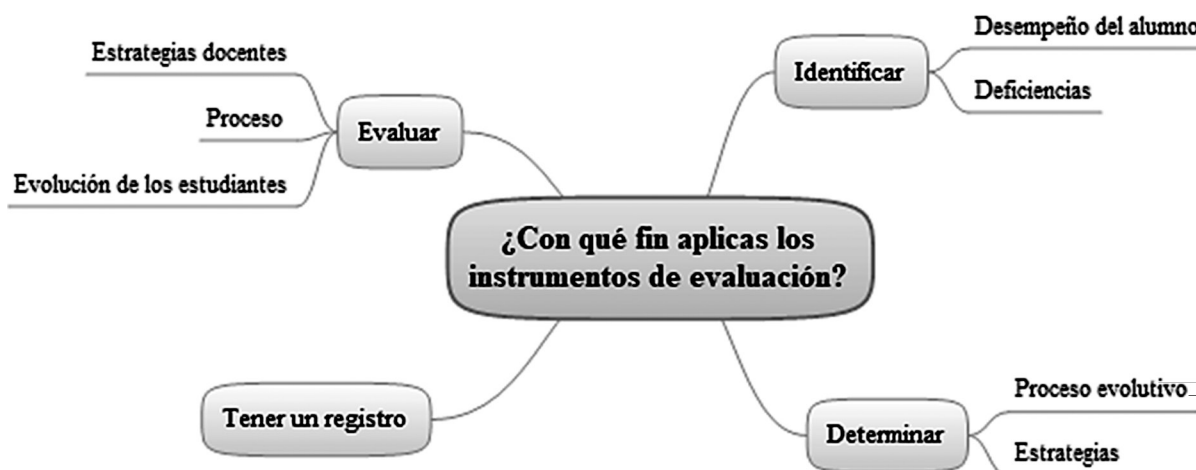 ¿Con qué fin aplicas los
instrumentos de evaluación?
Evaluar
Estrategias docentes
Proceso
Evolución de los estudiantes
Identificar
Desempeño del alumno
Deficiencias
Tener un registro
Determinar
Proceso evolutivo
Estrategias